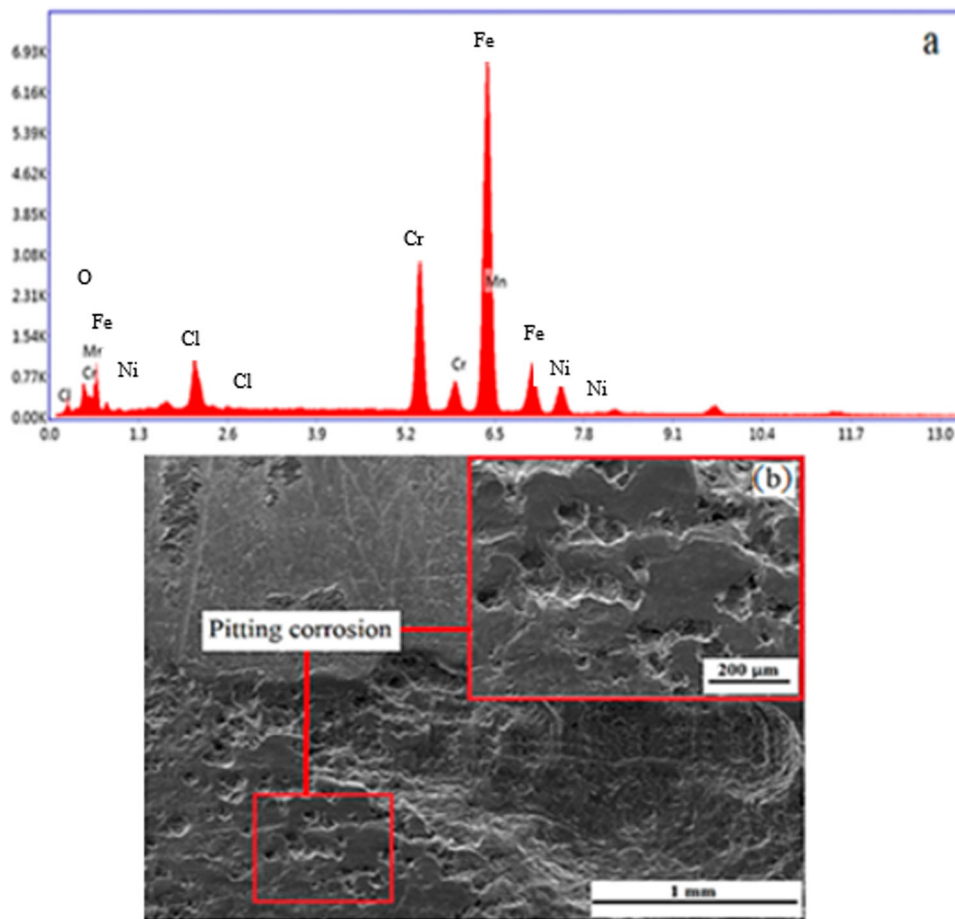 a
6.93K
6.16K
5.39K
4.62K
3.85K
3.08K
2.31K
1.54K
0.77K
0.00K
Fe
Cr
Mn
O
Fe
Mr
Cr
Cl
Ni
Cl
Cl
Cr
Fe
Ni
Ni
0.0 1.3 2.6 3.9 5.2 6.5 7.8 9.1 10.4 11.7 13.0
(b)
Pitting corrosion
200 µm
1 mm